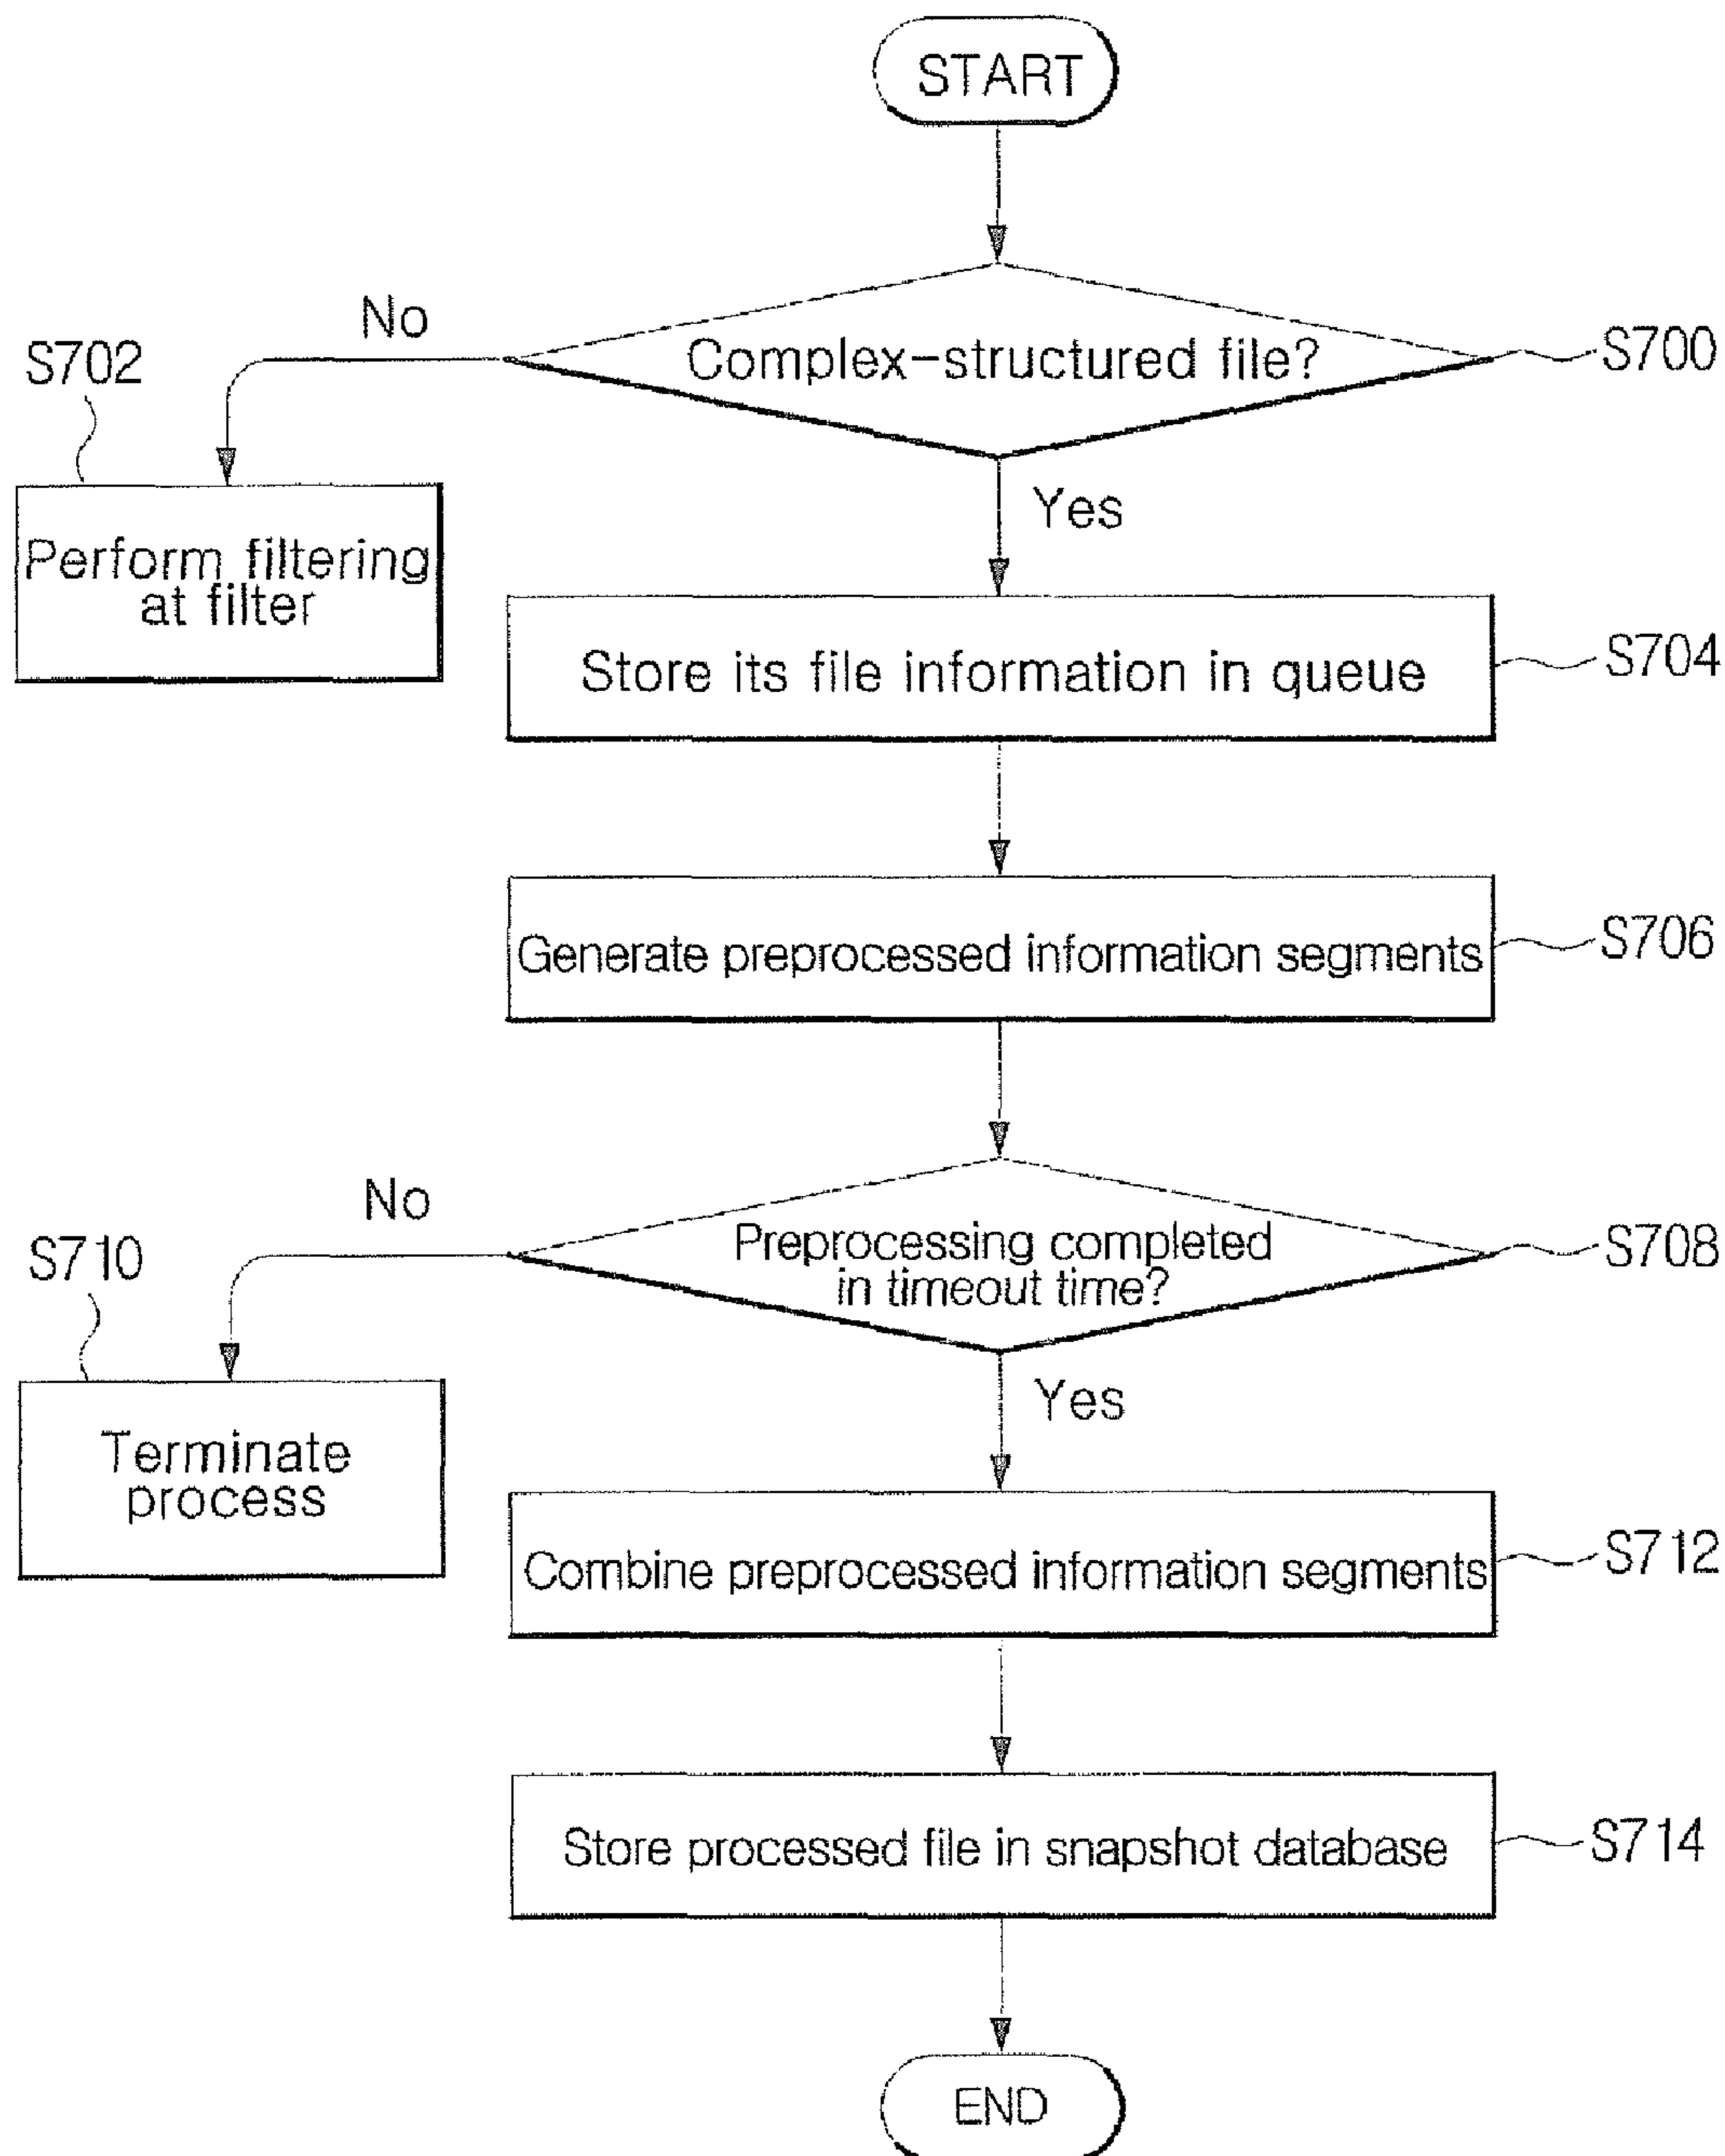 START
No
S702
Complex-structured file?
S700
Perform filtering
at filter
Yes
Store its file information in queue
S704
Generate preprocessed information segments
S706
No
S710
Preprocessing completed
in timeout time?
S708
Terminate
process
Yes
Combine preprocessed information segments
S712
Store processed file in snapshot database
S714
END